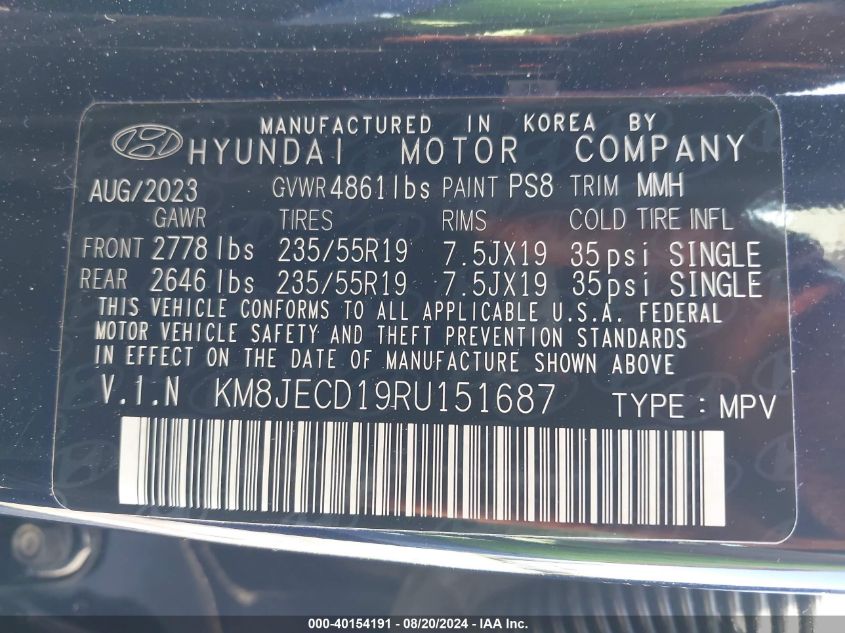 MANUFACTURED IN KOREA BY
HYUNDAI MOTOR COMPANY
AUG/2023 GVWR 4861 lbs PAINT PS8 TRIM MMH
GAWR TIRES RIMS COLD TIRE INFL
FRONT 2778 lbs 235/55R19 7.5JX19 35psi SINGLE
REAR 2646 lbs 235/55R19 7.5JX19 35psi SINGLE
THIS VEHICLE CONFORMS TO ALL APPLICABLE U.S.A. FEDERAL
MOTOR VEHICLE SAFETY AND THEFT PREVENTION STANDARDS
IN EFFECT ON THE DATE OF MANUFACTURE SHOWN ABOVE
V.I.N KM8JECD19RU151687 TYPE : MPV
000-40154191 - 08/20/2024 - IAA Inc.